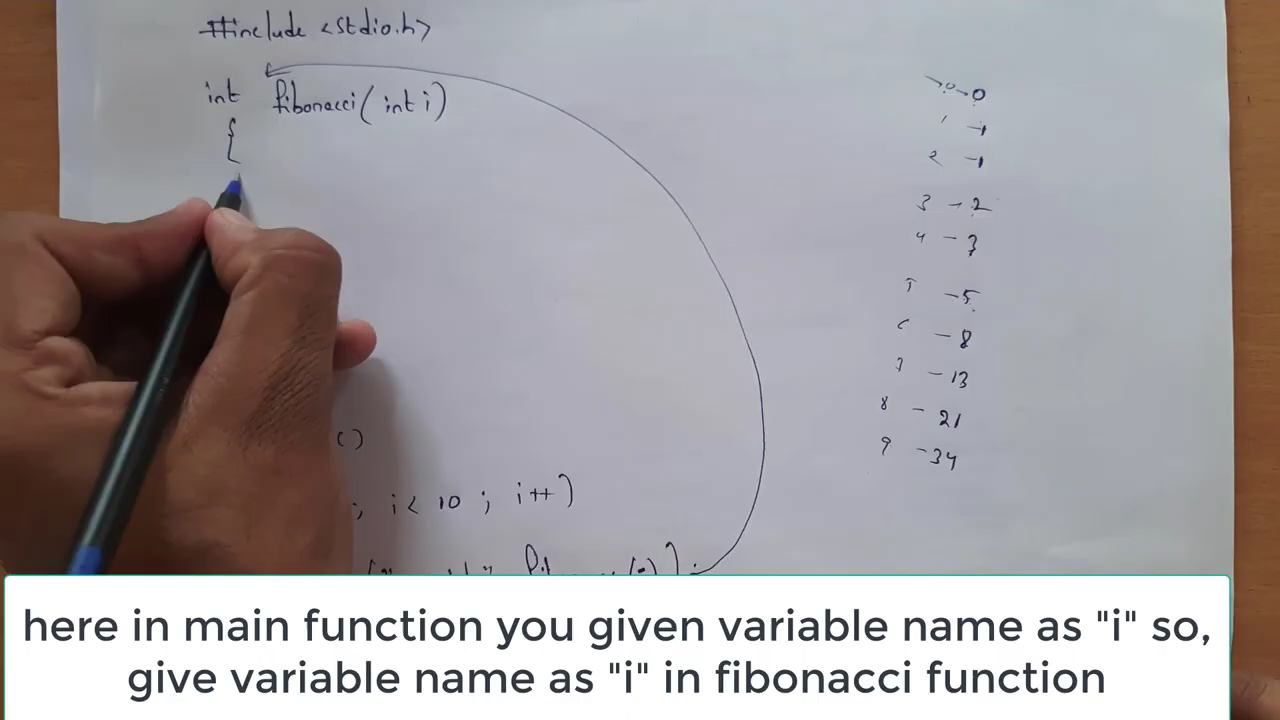 #include <stdio.h>
int fibonacci(int i)
{
()
; i < 10 ; i++)
0 → 0
1 → 1
2 → 1
3 → 2
4 - 3
5 - 5
6 - 8
7 - 13
8 - 21
9 - 34
here in main function you given variable name as "i" so,
give variable name as "i" in fibonacci function